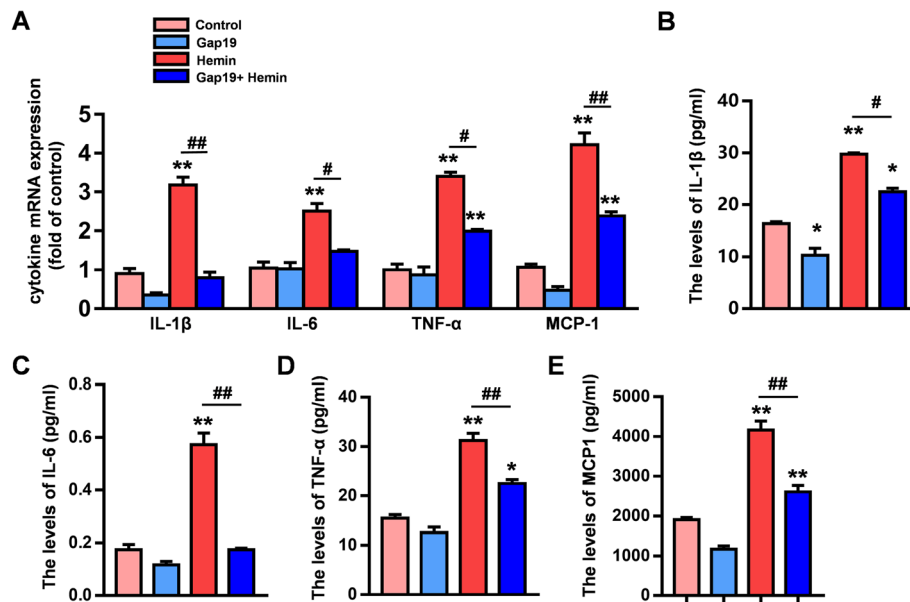 A
Control
Gap19
Hemin
Gap19+ Hemin
cytokine mRNA expression
(fold of control)
5
4
3
2
1
0
##
**
#
**
#
**
**
##
**
**
IL-1β
IL-6
TNF-α
MCP-1
B
The levels of IL-1β (pg/ml)
40
30
20
10
0
#
**
*
*
C
The levels of IL-6 (pg/ml)
0.8
0.6
0.4
0.2
0.0
##
**
D
The levels of TNF-α (pg/ml)
40
30
15
10
0
##
**
*
E
The levels of MCP1 (pg/ml)
5000
4000
3000
2000
1000
0
##
**
**